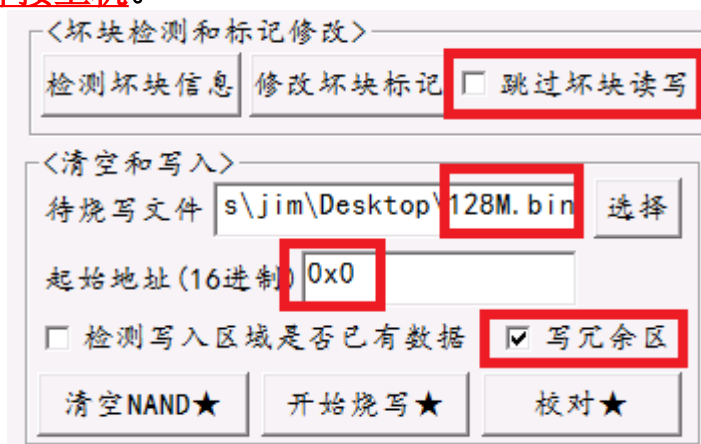 接主机。
<坏块检测和标记修改>
检测坏块信息 修改坏块标记 跳过坏块读写
<清空和写入>
待烧写文件 s\jim\Desktop\128M.bin 选择
起始地址(16进制) 0x0
检测写入区域是否已有数据 写冗余区
清空NAND★ 开始烧写★ 校对★